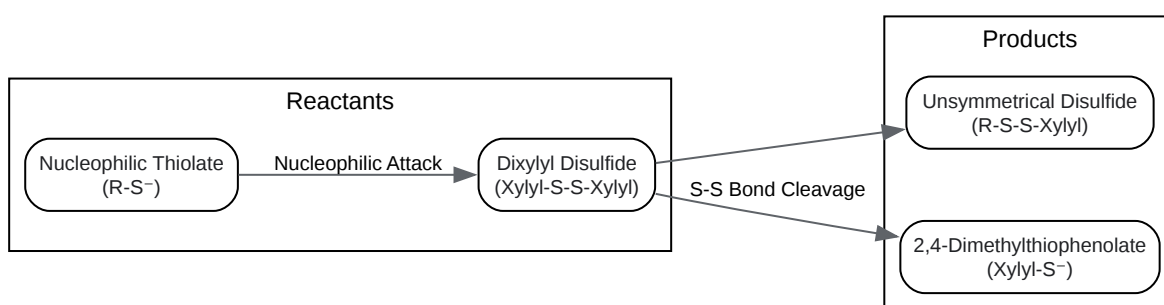 Products
Reactants
Unsymmetrical Disulfide
(R-S-S-Xylyl)
Nucleophilic Thiolate
(R-S⁻)
Nucleophilic Attack
Dixylyl Disulfide
(Xylyl-S-S-Xylyl)
S-S Bond Cleavage
2,4-Dimethylthiophenolate
(Xylyl-S⁻)